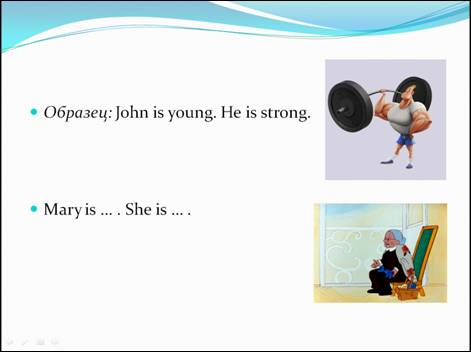 Образец: John is young. He is strong.
Mary is ... . She is ... .